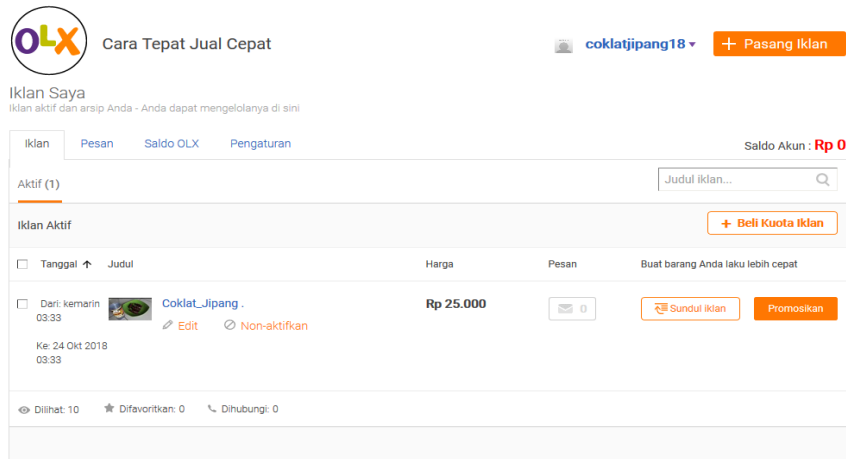 OLX
Cara Tepat Jual Cepat
coklatjipang18
+ Pasang Iklan
Iklan Saya
Iklan aktif dan arsip Anda - Anda dapat mengelolanya di sini
Iklan Pesan Saldo OLX Pengaturan
Saldo Akun : Rp 0
Aktif (1)
Judul iklan...
Iklan Aktif
+ Beli Kuota Iklan
Tanggal ↑ Judul Harga Pesan Buat barang Anda laku lebih cepat
Dari: kemarin Coklat_Jipang . Rp 25.000 0 Sundul iklan Promosikan
03:33 Edit Non-aktifkan
Ke: 24 Okt 2018
03:33
Dilihat: 10 Difavoritkan: 0 Dihubungi: 0